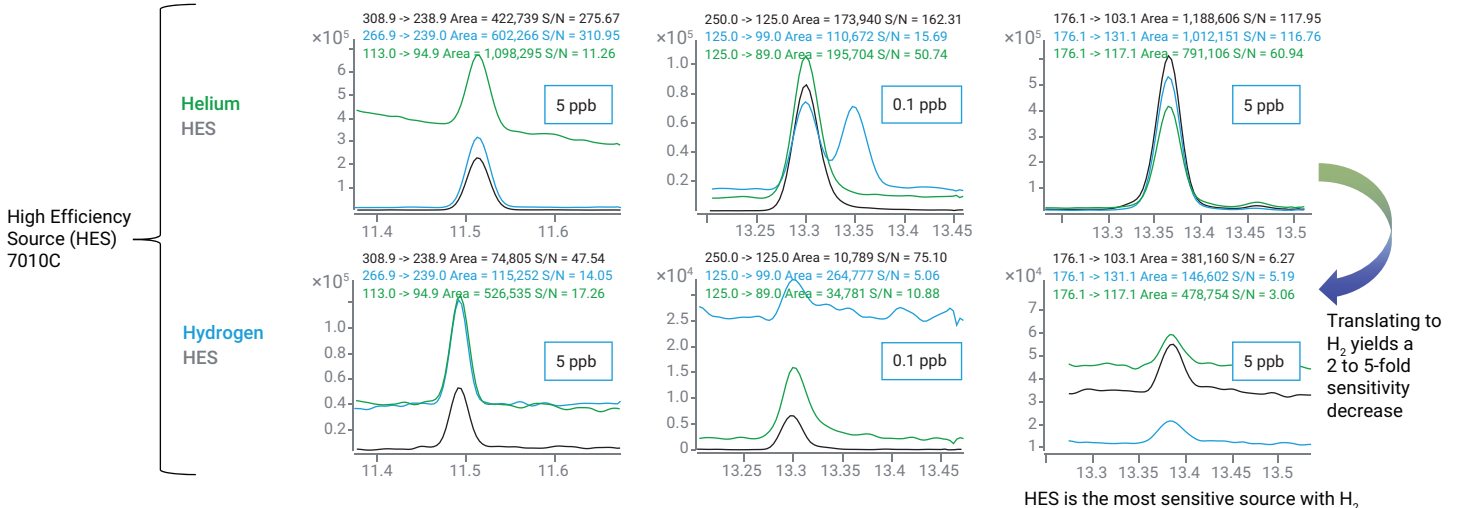 High Efficiency
Source (HES)
7010C
Helium
HES
308.9 -> 238.9 Area = 422,739 S/N = 275.67
266.9 -> 239.0 Area = 602,266 S/N = 310.95
113.0 -> 94.9 Area = 1,098,295 S/N = 11.26
×10⁵
6
5
4
3
2
1
5 ppb
11.4
11.5
11.6
250.0 -> 125.0 Area = 173,940 S/N = 162.31
125.0 -> 99.0 Area = 110,672 S/N = 15.69
125.0 -> 89.0 Area = 195,704 S/N = 50.74
×10⁵
1.0
0.8
0.6
0.4
0.2
0.1 ppb
13.25
13.3
13.35
13.4
13.45
176.1 -> 103.1 Area = 1,188,606 S/N = 117.95
176.1 -> 131.1 Area = 1,012,151 S/N = 116.76
176.1 -> 117.1 Area = 791,106 S/N = 60.94
×10⁵
6
5
4
3
2
1
5 ppb
13.3
13.35
13.4
13.45
13.5
Hydrogen
HES
308.9 -> 238.9 Area = 74,805 S/N = 47.54
266.9 -> 239.0 Area = 115,252 S/N = 14.05
113.0 -> 94.9 Area = 526,535 S/N = 17.26
×10⁵
1.0
0.8
0.6
0.4
0.2
5 ppb
11.4
11.5
11.6
250.0 -> 125.0 Area = 10,789 S/N = 75.10
125.0 -> 99.0 Area = 264,777 S/N = 5.06
125.0 -> 89.0 Area = 34,781 S/N = 10.88
×10⁴
2.5
2.0
1.5
1.0
0.5
0
0.1 ppb
13.25
13.3
13.35
13.4
13.45
176.1 -> 103.1 Area = 381,160 S/N = 6.27
176.1 -> 131.1 Area = 146,602 S/N = 5.19
176.1 -> 117.1 Area = 478,754 S/N = 3.06
×10⁴
7
6
5
4
3
2
1
5 ppb
13.3
13.35
13.4
13.45
13.5
Translating to
H₂ yields a
2 to 5-fold
sensitivity
decrease
HES is the most sensitive source with H₂